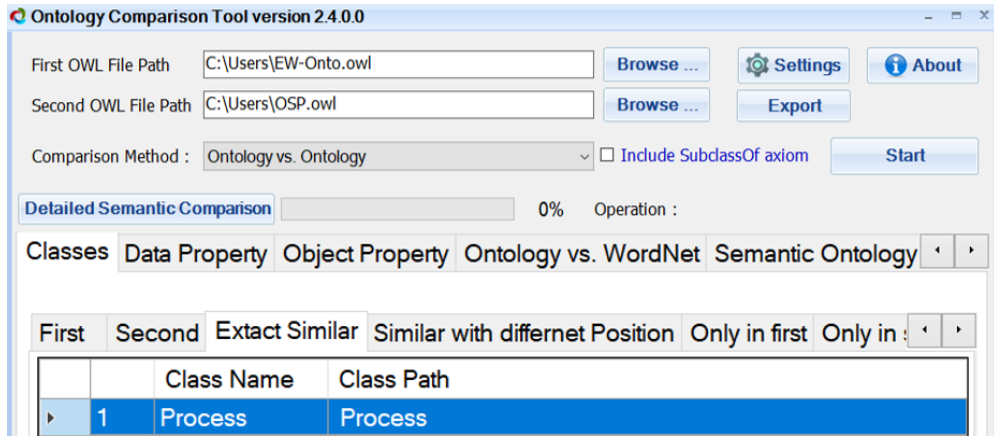 Ontology Comparison Tool version 2.4.0.0
First OWL File Path C:\Users\EW-Onto.owl Browse ... Settings About
Second OWL File Path C:\Users\OSP.owl Browse ... Export
Comparison Method : Ontology vs. Ontology Include SubclassOf axiom Start
Detailed Semantic Comparison 0% Operation :
Classes Data Property Object Property Ontology vs. WordNet Semantic Ontology
First Second Extact Similar Similar with differnet Position Only in first Only in
Class Name Class Path
1 Process Process